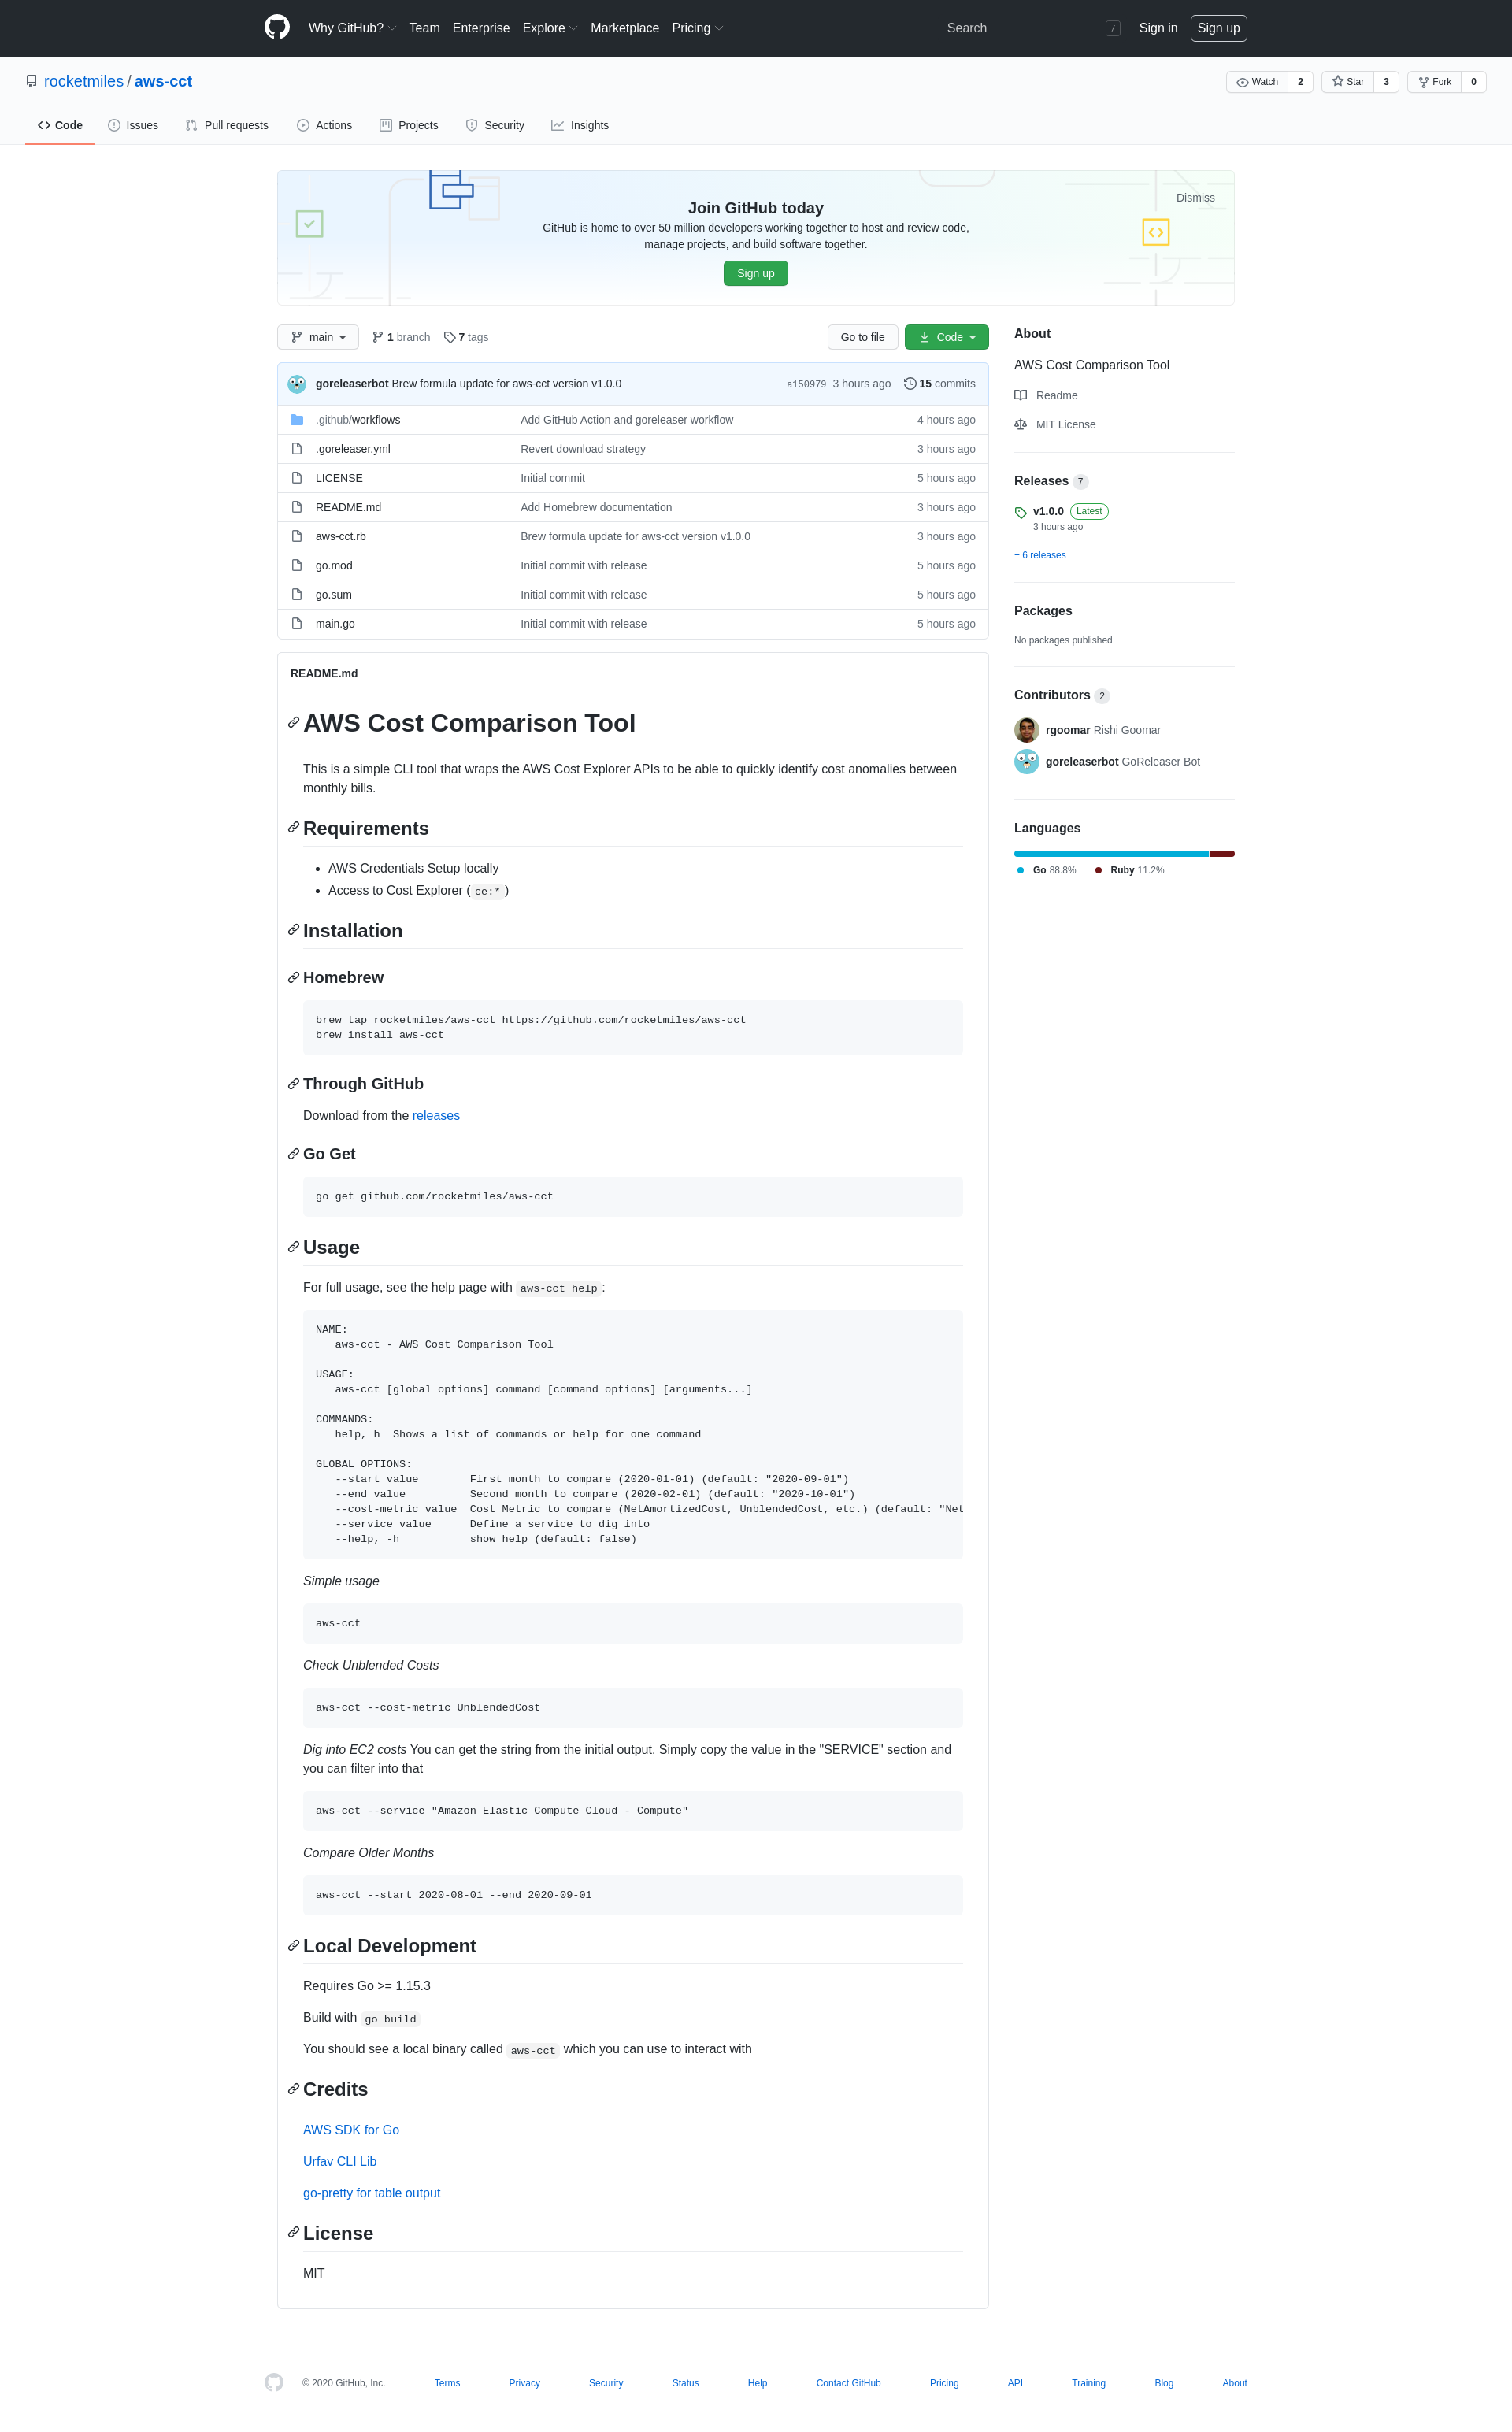 Why GitHub? Team Enterprise Explore Marketplace Pricing Search / Sign in Sign up
rocketmiles / aws-cct
Watch 2 Star 3 Fork 0
Code Issues Pull requests Actions Projects Security Insights
Dismiss
Join GitHub today
GitHub is home to over 50 million developers working together to host and review code,
manage projects, and build software together.
Sign up
main 1 branch 7 tags Go to file Code
goreleaserbot Brew formula update for aws-cct version v1.0.0 a150979 3 hours ago 15 commits
.github/workflows Add GitHub Action and goreleaser workflow 4 hours ago
.goreleaser.yml Revert download strategy 3 hours ago
LICENSE Initial commit 5 hours ago
README.md Add Homebrew documentation 3 hours ago
aws-cct.rb Brew formula update for aws-cct version v1.0.0 3 hours ago
go.mod Initial commit with release 5 hours ago
go.sum Initial commit with release 5 hours ago
main.go Initial commit with release 5 hours ago
README.md
AWS Cost Comparison Tool
This is a simple CLI tool that wraps the AWS Cost Explorer APIs to be able to quickly identify cost anomalies between
monthly bills.
Requirements
• AWS Credentials Setup locally
• Access to Cost Explorer ( ce:* )
Installation
Homebrew
brew tap rocketmiles/aws-cct https://github.com/rocketmiles/aws-cct
brew install aws-cct
Through GitHub
Download from the releases
Go Get
go get github.com/rocketmiles/aws-cct
Usage
For full usage, see the help page with aws-cct help :
NAME:
   aws-cct - AWS Cost Comparison Tool
USAGE:
   aws-cct [global options] command [command options] [arguments...]
COMMANDS:
   help, h  Shows a list of commands or help for one command
GLOBAL OPTIONS:
   --start value        First month to compare (2020-01-01) (default: "2020-09-01")
   --end value          Second month to compare (2020-02-01) (default: "2020-10-01")
   --cost-metric value  Cost Metric to compare (NetAmortizedCost, UnblendedCost, etc.) (default: "Net
   --service value      Define a service to dig into
   --help, -h           show help (default: false)
Simple usage
aws-cct
Check Unblended Costs
aws-cct --cost-metric UnblendedCost
Dig into EC2 costs You can get the string from the initial output. Simply copy the value in the "SERVICE" section and
you can filter into that
aws-cct --service "Amazon Elastic Compute Cloud - Compute"
Compare Older Months
aws-cct --start 2020-08-01 --end 2020-09-01
Local Development
Requires Go >= 1.15.3
Build with go build
You should see a local binary called aws-cct which you can use to interact with
Credits
AWS SDK for Go
Urfav CLI Lib
go-pretty for table output
License
MIT
About
AWS Cost Comparison Tool
Readme
MIT License
Releases 7
v1.0.0 Latest
3 hours ago
+ 6 releases
Packages
No packages published
Contributors 2
rgoomar Rishi Goomar
goreleaserbot GoReleaser Bot
Languages
Go 88.8% Ruby 11.2%
© 2020 GitHub, Inc. Terms Privacy Security Status Help Contact GitHub Pricing API Training Blog About